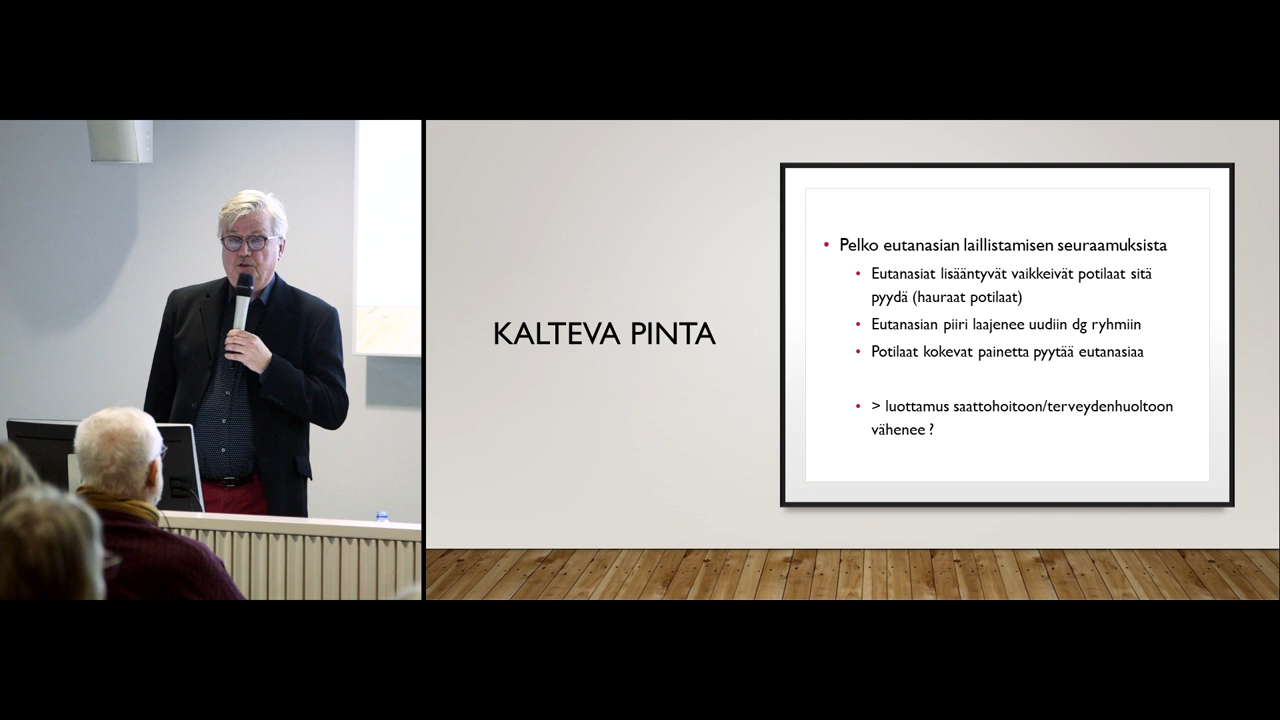 KALTEVA PINTA
• Pelko eutanasian laillistamisen seuraamuksista
• Eutanasiat lisääntyvät vaikkeivät potilaat sitä
pyydä (hauraat potilaat)
• Eutanasian piiri laajenee uudiin dg ryhmiin
• Potilaat kokevat painetta pyytää eutanasiaa
• > luottamus saattohoitoon/terveydenhuoltoon
vähenee ?